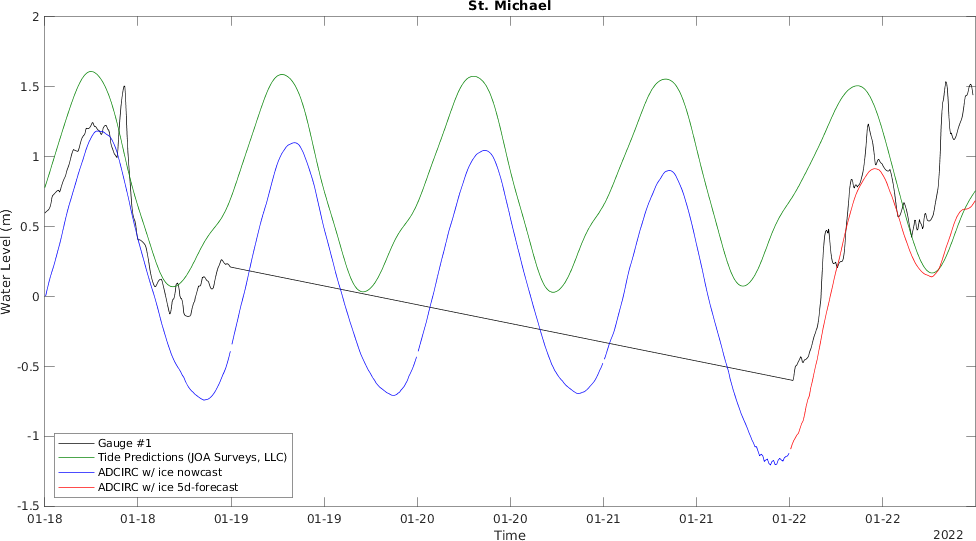 St. Michael
2
1.5
1
0.5
0
-0.5
-1
-1.5
Water Level (m)
Gauge #1
Tide Predictions (JOA Surveys, LLC)
ADCIRC w/ ice nowcast
ADCIRC w/ ice 5d-forecast
01-18 01-18 01-19 01-19 01-20 01-20 01-21 01-21 01-22 01-22
Time
2022